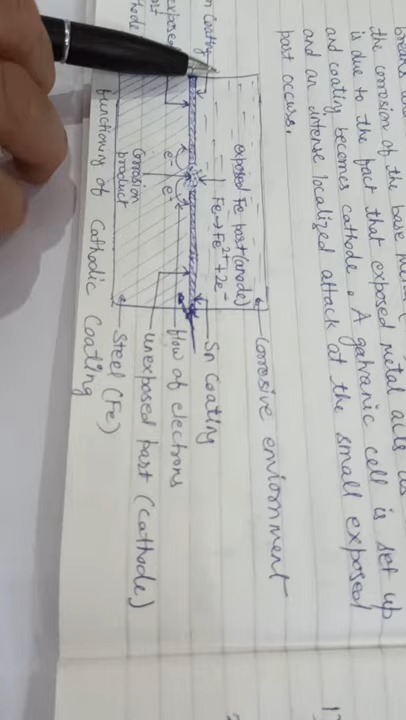 the corrosion of the base metal
is due to the fact that exposed metal acts as
and coating becomes cathode. A galvanic cell is set up
and an intense localized attack at the small exposed
part occurs.
Corrosive environment
exposed Fe part (anode)
Fe→Fe²⁺+2e⁻
Sn Coating
n Coating
flow of electrons
unexposed part (cathode)
Steel (Fe)
e⁻
e⁻
Corrosion
product
functioning of Cathodic Coating